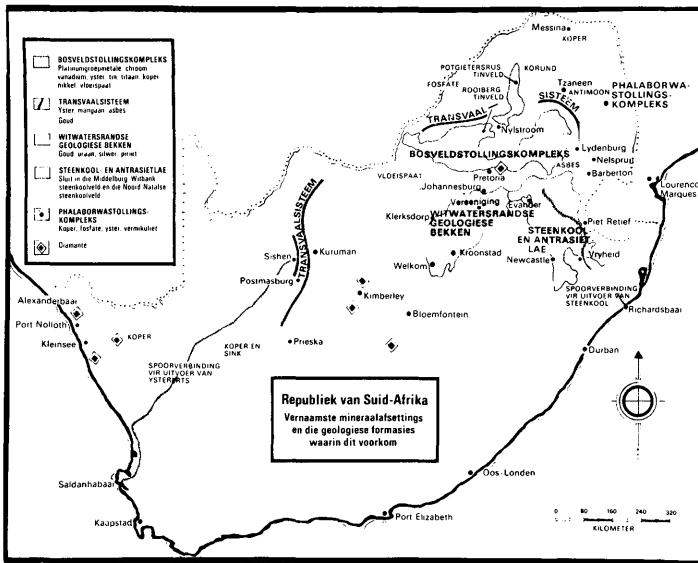 BOSVELDSTOLLINGSKOMPLEKS
Platinumgroepmetale chroom
vanadium, yster tin titaan koper
nikkel vloeispaat
TRANSVAALSISTEEM
Yster mangaan asbes
Goud
WITWATERSRANDSE
GEOLOGIESE BEKKEN
Goud uraan, silwer piriet
STEENKOOL- EN ANTRASIETLAE
Sluit in die Middelburg Witbank
steenkoolveld en die Noord Natalse
steenkoolveld
PHALABORWASTOLLINGS-
KOMPLEKS
Koper, fosfate, yster, vermikuliet
Diamante
Messina
KOPER
POTGIETERSRUS
TINVELD
KORUND
FOSFATE
ROOIBERG
TINVELD
Tzaneen
ANTIMOON
PHALABORWA-
STOLLINGS-
KOMPLEKS
TRANSVAAL
SISTEEM
Nylstroom
BOSVELDSTOLLINGSKOMPLEKS
Lydenburg
Nelspruit
ASBES
Barberton
VLOEISPAAT
Pretoria
Johannesburg
Lourenco
Marques
Vereeniging
Evander
Klerksdorp
WITWATERSRANDSE
GEOLOGIESE
BEKKEN
Piet Retief
STEENKOOL
EN ANTRASIET
LAE
TRANSVAALSISTEEM
Sishen
Kuruman
Kroonstad
Welkom
Newcastle
Vryheid
Postmasburg
SPOORVERBINDING
VIR UITVOER VAN
STEENKOOL
Alexanderbaai
Kimberley
Port Nolloth
Bloemfontein
Richardsbaai
Kleinsee
KOPER
KOPER EN
SINK
Prieska
Durban
SPOORVERBINDING
VIR UITVOER VAN
YSTERERTS
Republiek van Suid-Afrika
Vernaamste mineraalafsettings
en die geologiese formasies
waarin dit voorkom
Saldanhabaai
Oos-Londen
Kaapstad
Port Elizabeth
0 80 160 240 320
KILOMETER